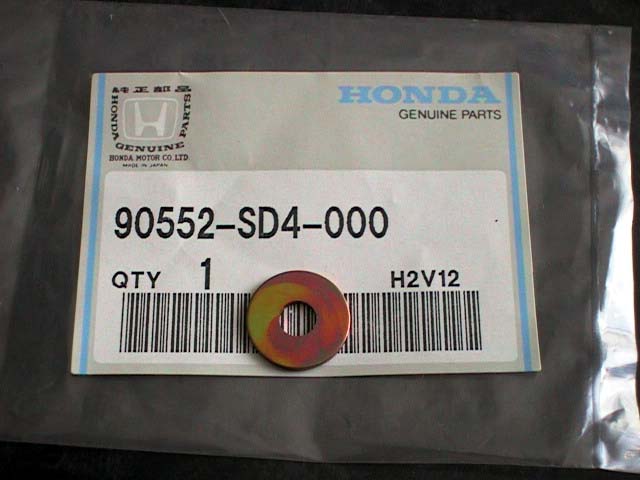 純正部品
HONDA GENUINE PARTS
HONDA MOTOR CO., LTD.
MADE IN JAPAN
HONDA
GENUINE PARTS
90552-SD4-000
QTY 1 H2V12